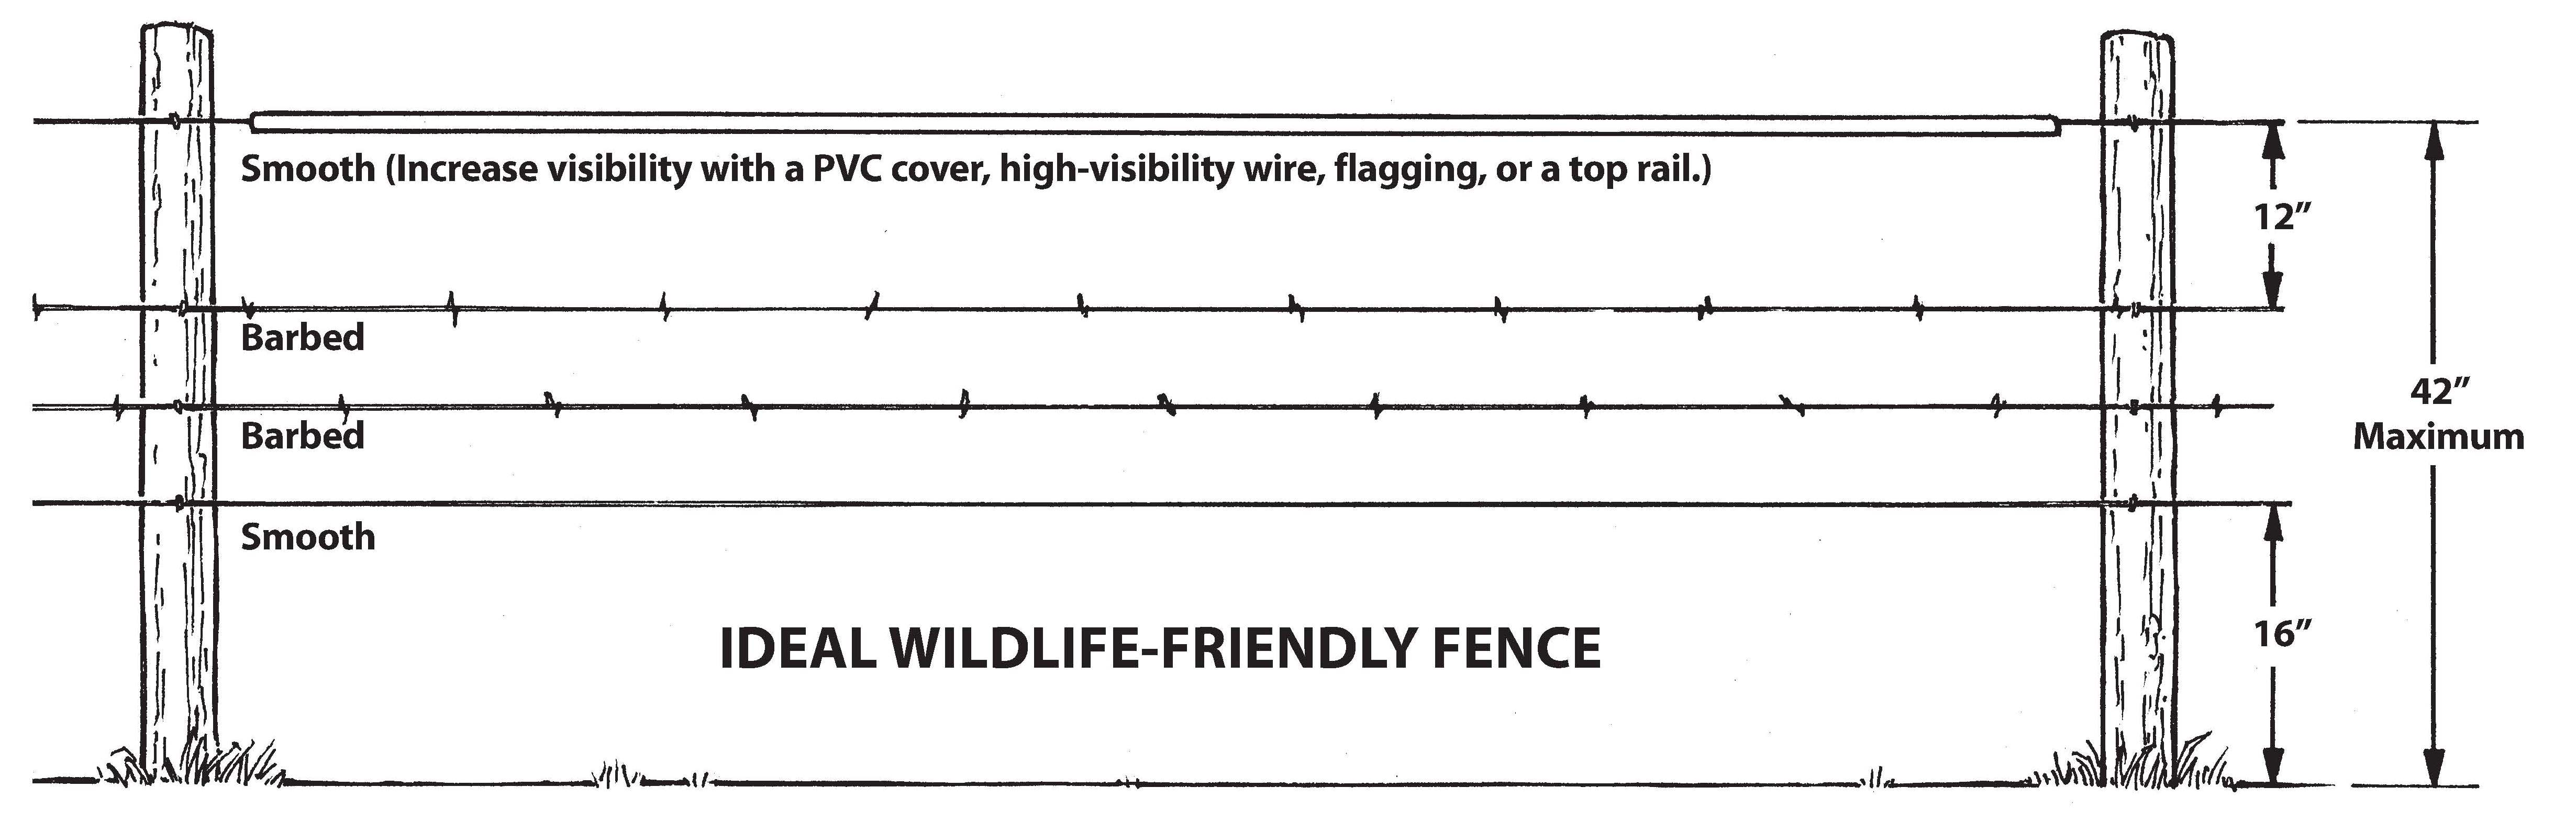 Smooth (Increase visibility with a PVC cover, high-visibility wire, flagging, or a top rail.)
12”
Barbed
42”
Maximum
Barbed
Smooth
16”
IDEAL WILDLIFE-FRIENDLY FENCE